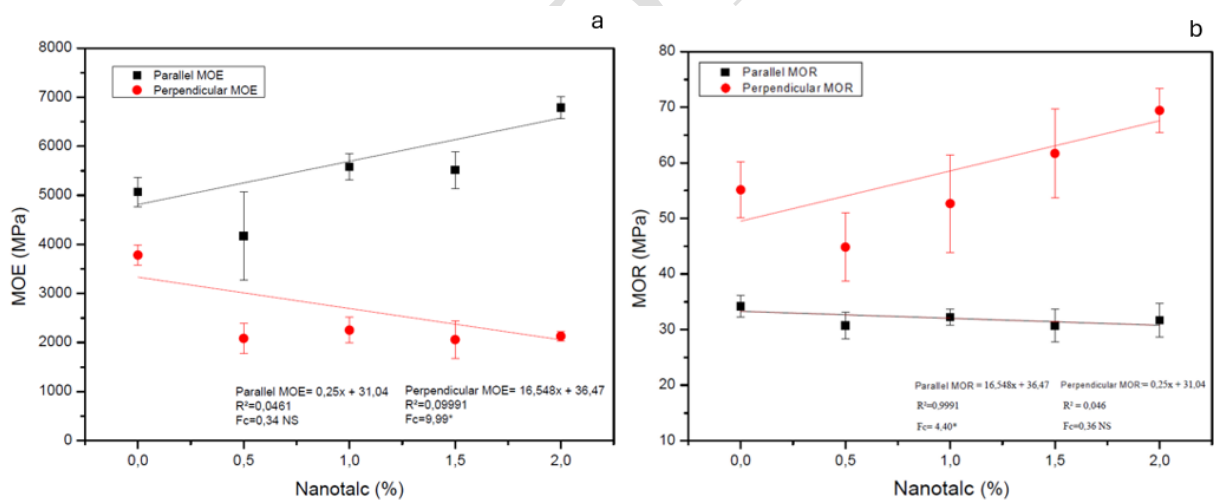 a
8000
7000
6000
5000
4000
3000
2000
1000
0
MOE (MPa)
Parallel MOE
Perpendicular MOE
Parallel MOE= 0,25x + 31,04
R²=0,0461
Fc=0,34 NS
Perpendicular MOE= 16,548x + 36,47
R²=0,09991
Fc=9,99*
0,0 0,5 1,0 1,5 2,0
Nanotalc (%)
b
80
70
60
50
40
30
20
10
MOR (MPa)
Parallel MOR
Perpendicular MOR
Parallel MOR = 16,548x + 36,47
R²=0,9991
Fc= 4,40*
Perpendicular MOR= 0,25x + 31,04
R² = 0,046
Fc=0,36 NS
0,0 0,5 1,0 1,5 2,0
Nanotalc (%)